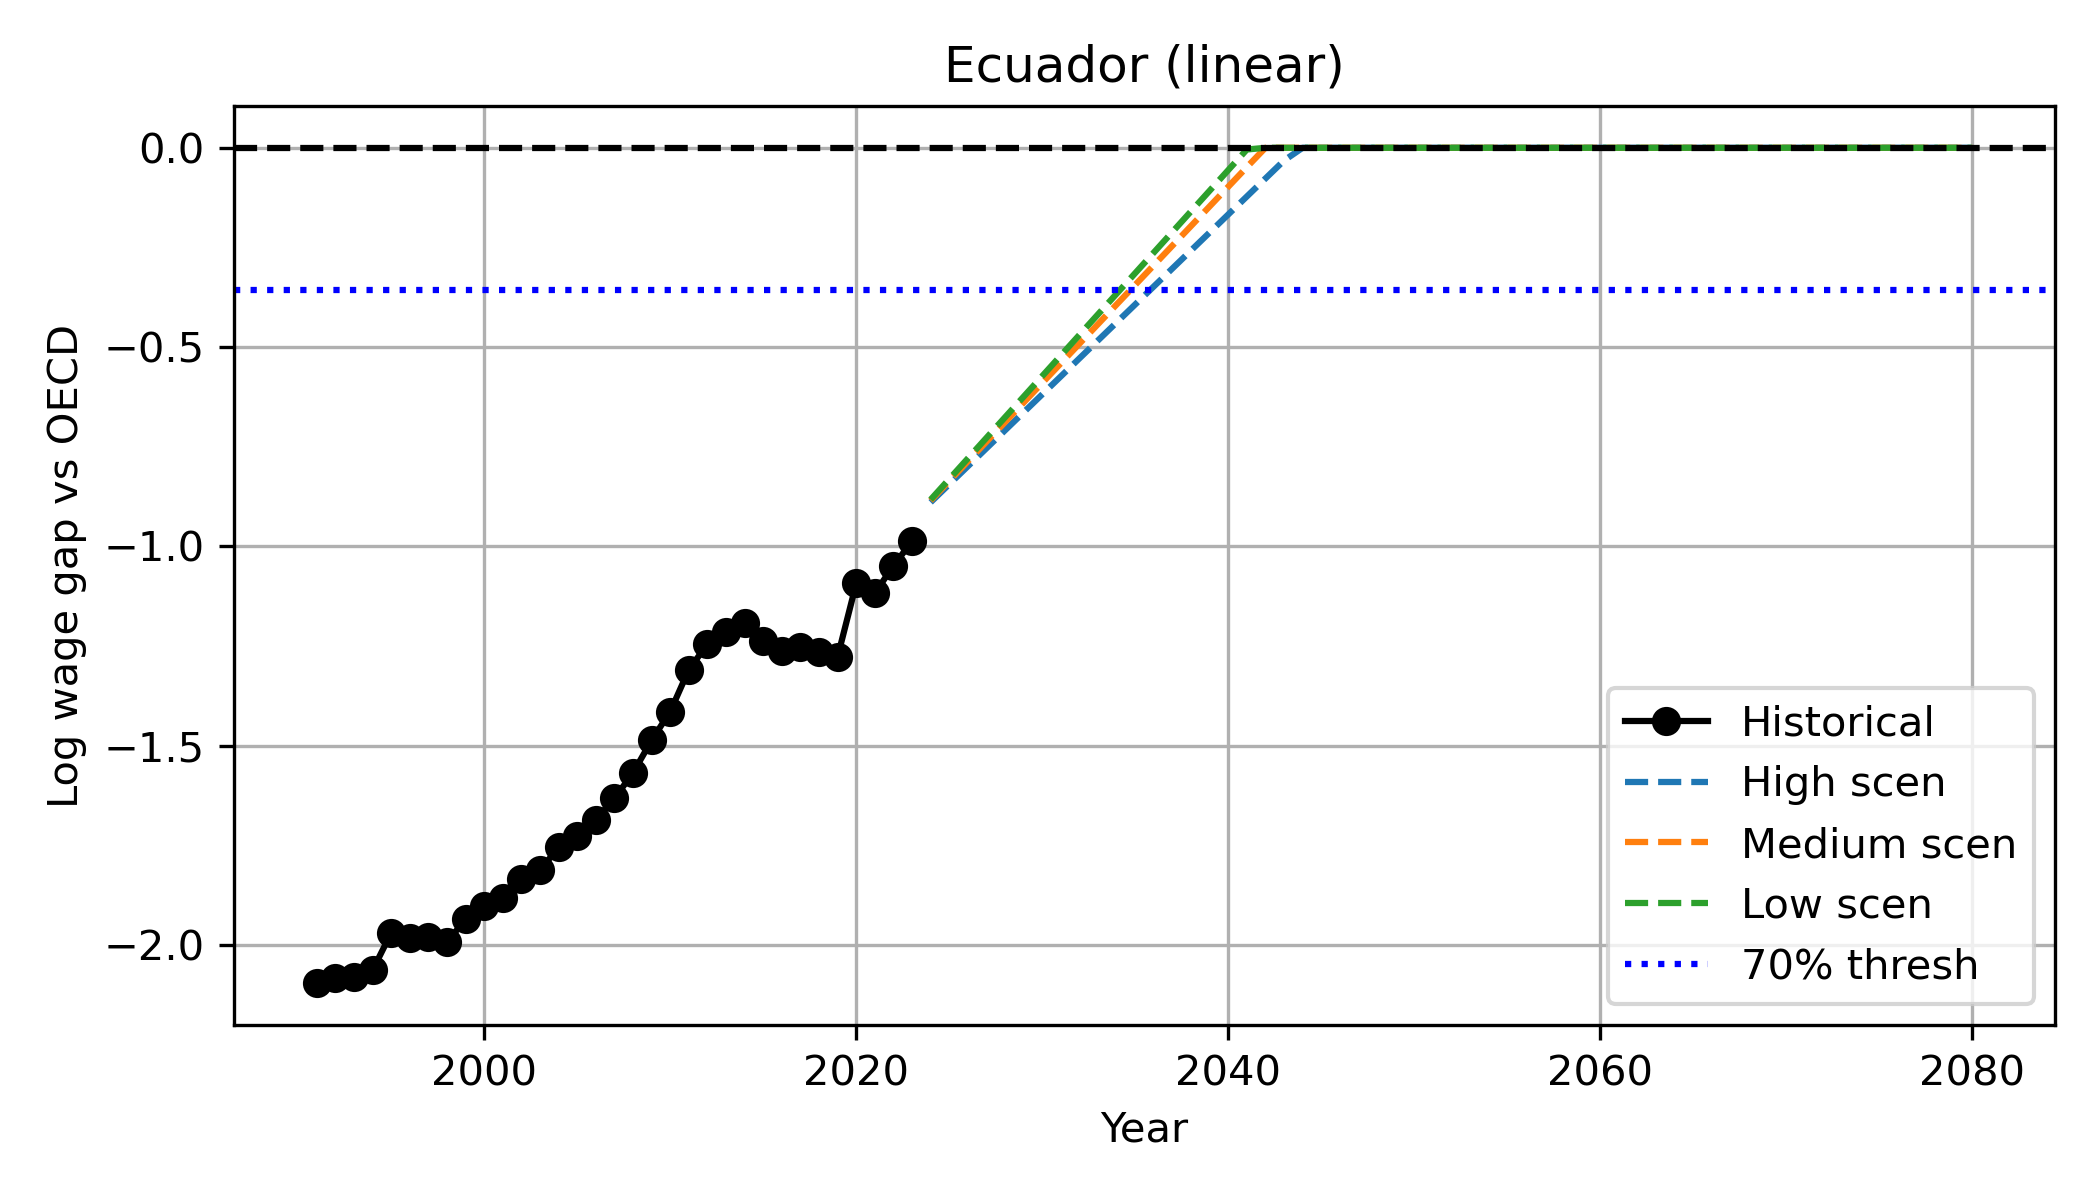 Ecuador (linear)
Log wage gap vs OECD
0.0
−0.5
−1.0
−1.5
−2.0
2000 2020 2040 2060 2080
Year
Historical
High scen
Medium scen
Low scen
70% thresh